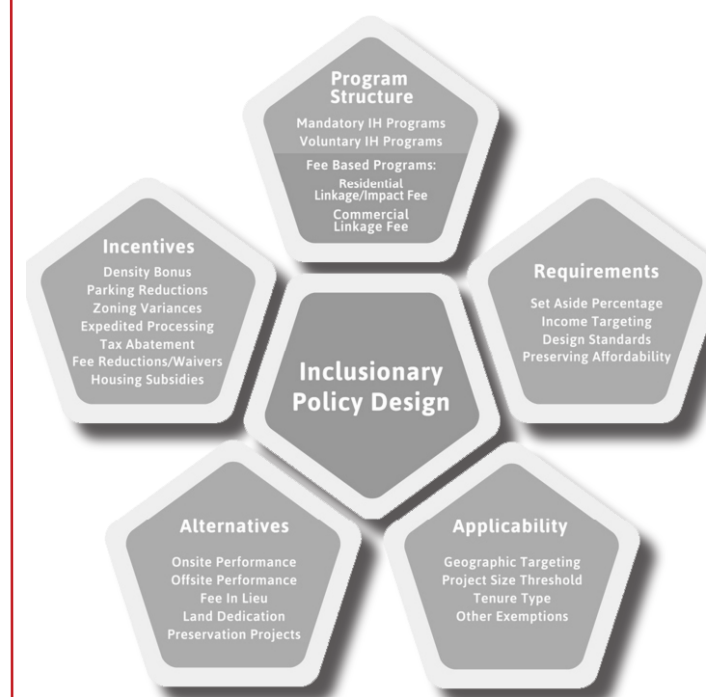 Program
Structure
Mandatory IH Programs
Voluntary IH Programs
Fee Based Programs:
Residential
Linkage/Impact Fee
Commercial
Linkage Fee
Incentives
Density Bonus
Parking Reductions
Zoning Variances
Expedited Processing
Tax Abatement
Fee Reductions/Waivers
Housing Subsidies
Requirements
Set Aside Percentage
Income Targeting
Design Standards
Preserving Affordability
Inclusionary
Policy Design
Alternatives
Onsite Performance
Offsite Performance
Fee In Lieu
Land Dedication
Preservation Projects
Applicability
Geographic Targeting
Project Size Threshold
Tenure Type
Other Exemptions